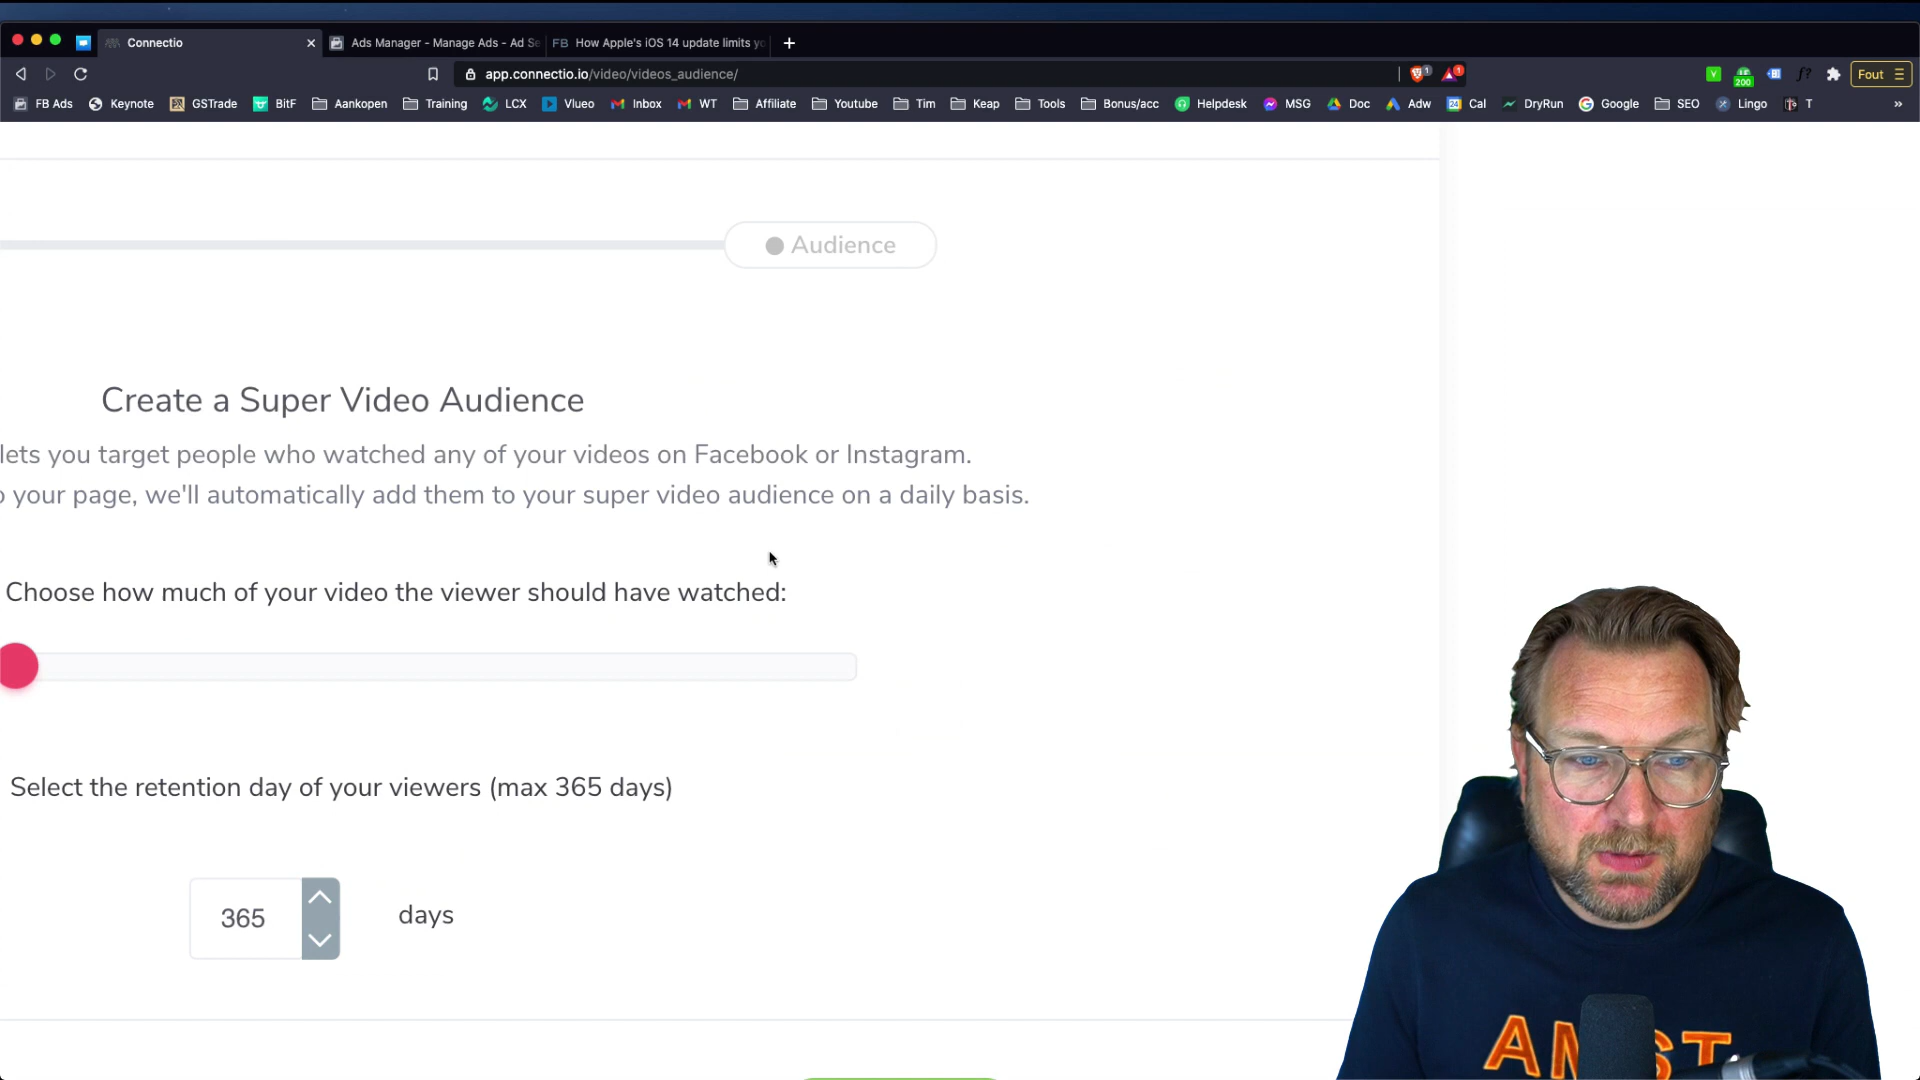 Connectio
Ads Manager - Manage Ads - Ad Se
FB How Apple's iOS 14 update limits yo
app.connectio.io/video/videos_audience/
1
1
200
Fout
FB Ads
Keynote
GSTrade
BitF
Aankopen
Training
LCX
Vlueo
Inbox
WT
Affiliate
Youtube
Tim
Keap
Tools
Bonus/acc
Helpdesk
MSG
Doc
Adw
Cal
DryRun
Google
SEO
Lingo
T
»
Audience
Create a Super Video Audience
lets you target people who watched any of your videos on Facebook or Instagram.
o your page, we'll automatically add them to your super video audience on a daily basis.
Choose how much of your video the viewer should have watched:
Select the retention day of your viewers (max 365 days)
365
days